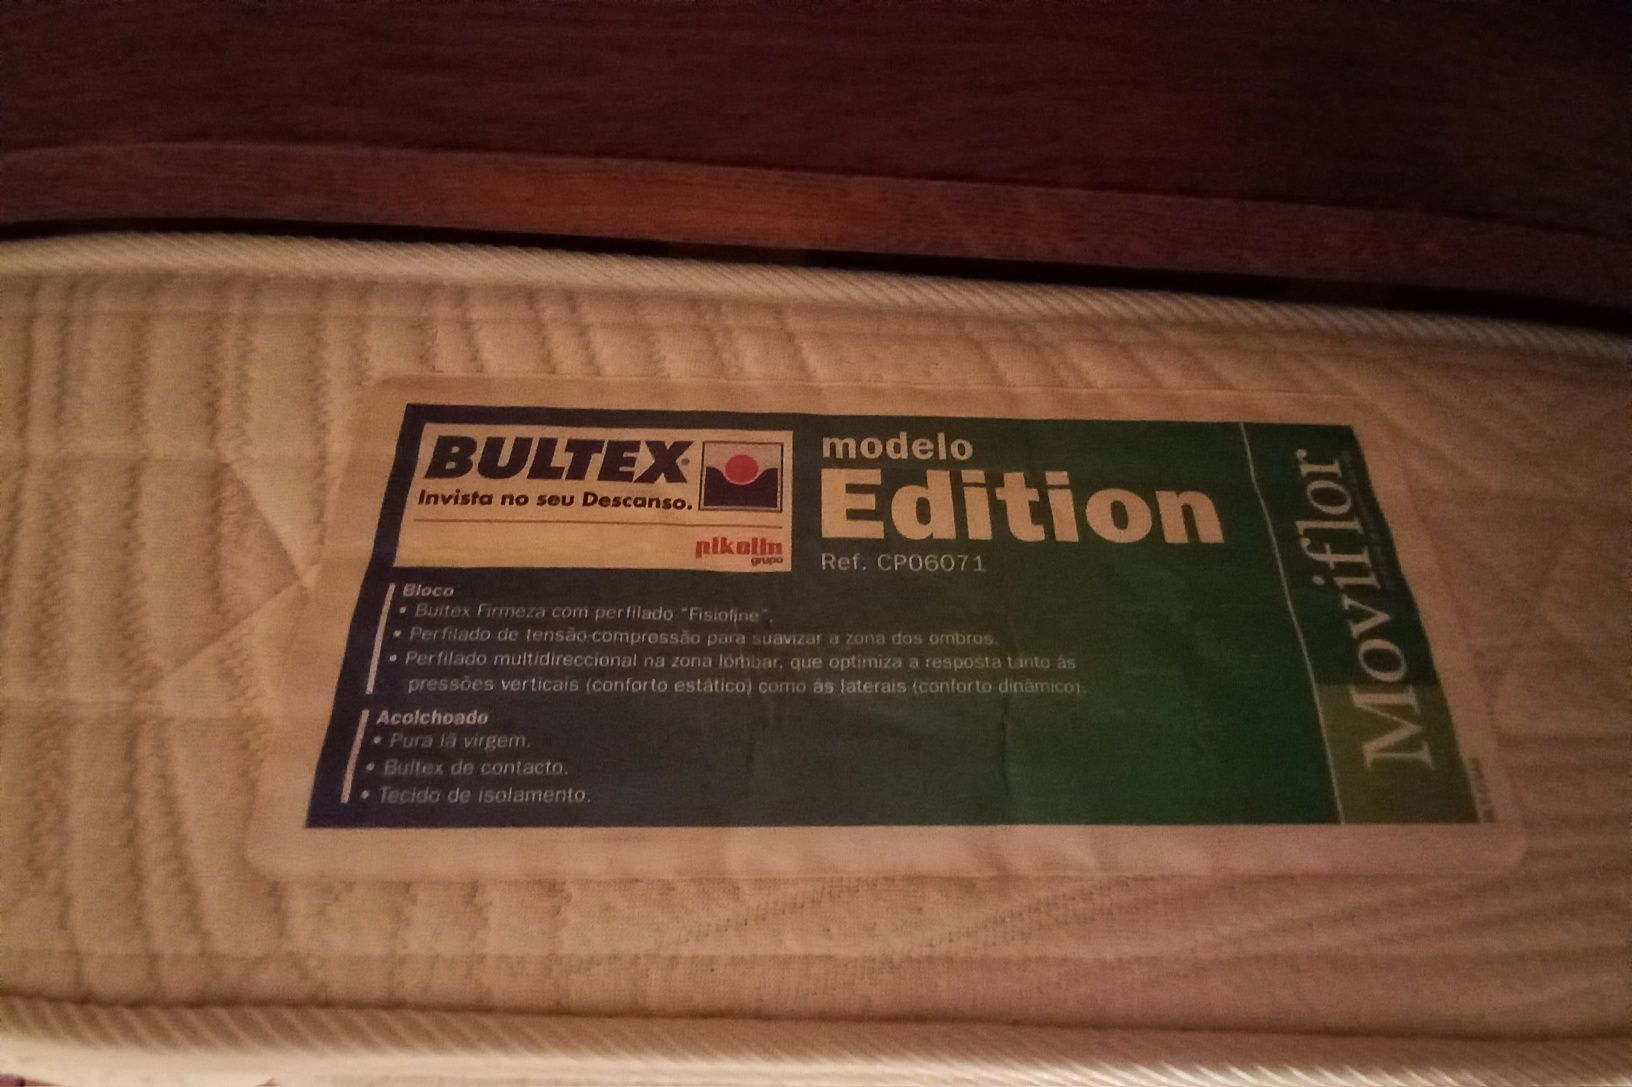 BULTEX
Invista no seu Descanso.
pikolin
grupo
modelo
Edition
Ref. CP06071
Bloco
• Bultex Firmeza com perfilado "Fisiofine".
• Perfilado de tensão-compressão para suavizar a zona dos ombros.
• Perfilado multidireccional na zona lombar, que optimiza a resposta tanto ás
pressões verticais (conforto estático) como ás laterais (conforto dinâmico).
Acolchoado
• Pura lã virgem.
• Bultex de contacto.
• Tecido de isolamento.
Moviflor